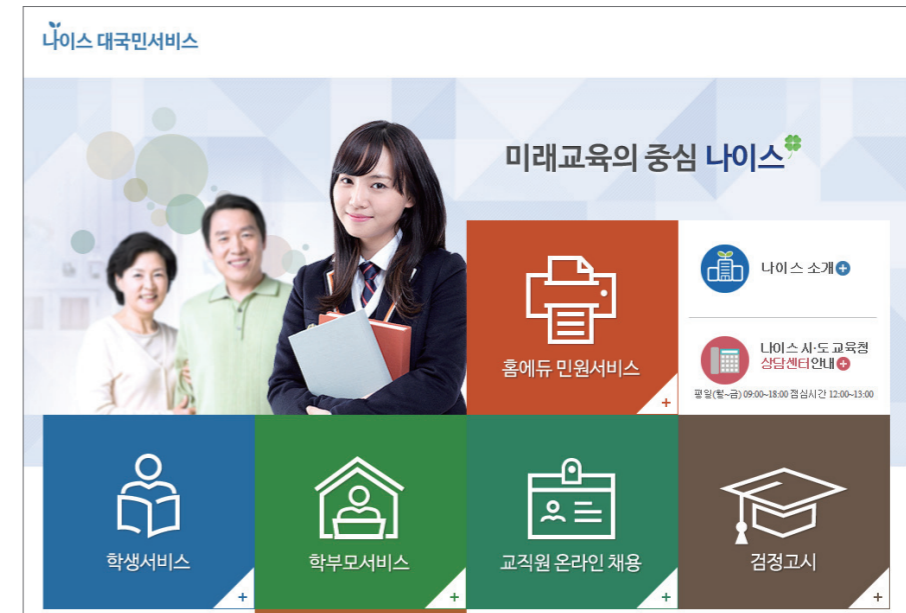 나이스 대국민서비스
미래교육의 중심 나이스
홈에듀 민원서비스
나이스 소개
나이스 시·도 교육청
상담센터안내
평일(월~금) 09:00~18:00 점심시간 12:00~13:00
학생서비스
학부모서비스
교직원 온라인 채용
검정고시